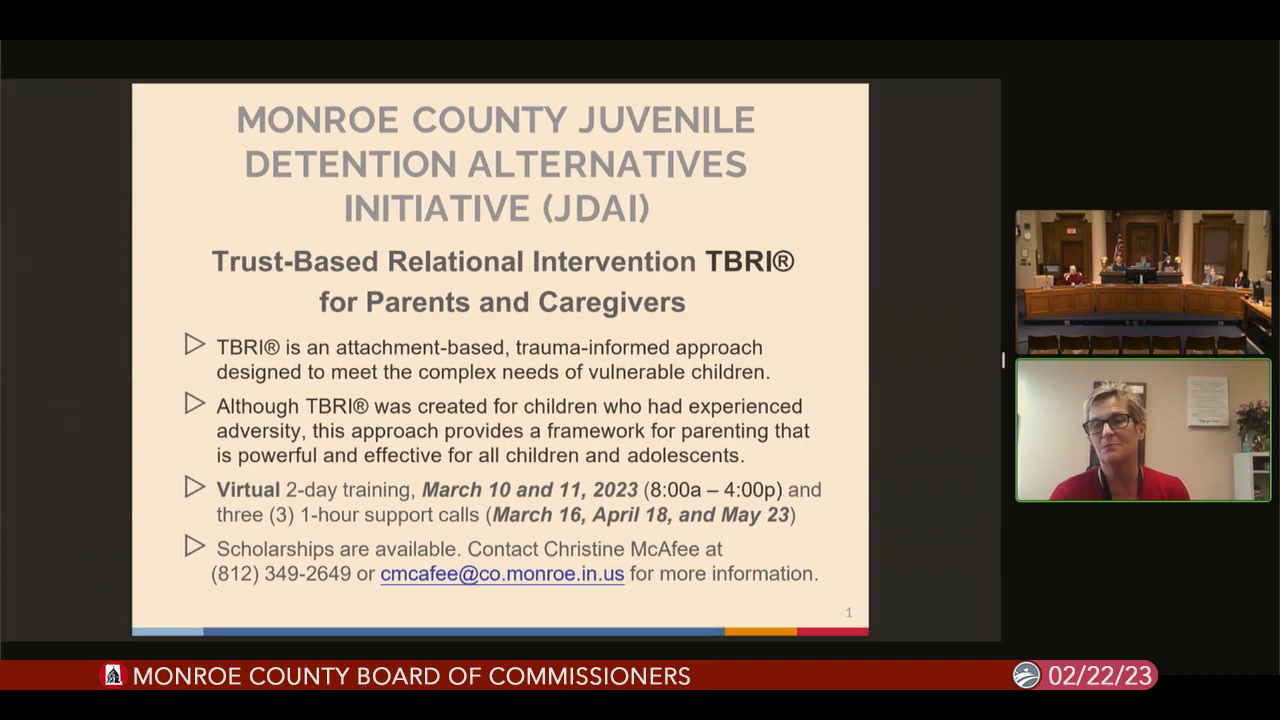 MONROE COUNTY JUVENILE
DETENTION ALTERNATIVES
INITIATIVE (JDAI)
Trust-Based Relational Intervention TBRI®
for Parents and Caregivers
TBRI® is an attachment-based, trauma-informed approach
designed to meet the complex needs of vulnerable children.
Although TBRI® was created for children who had experienced
adversity, this approach provides a framework for parenting that
is powerful and effective for all children and adolescents.
Virtual 2-day training, March 10 and 11, 2023 (8:00a – 4:00p) and
three (3) 1-hour support calls (March 16, April 18, and May 23)
Scholarships are available. Contact Christine McAfee at
(812) 349-2649 or cmcafee@co.monroe.in.us for more information.
1
MONROE COUNTY BOARD OF COMMISSIONERS
02/22/23